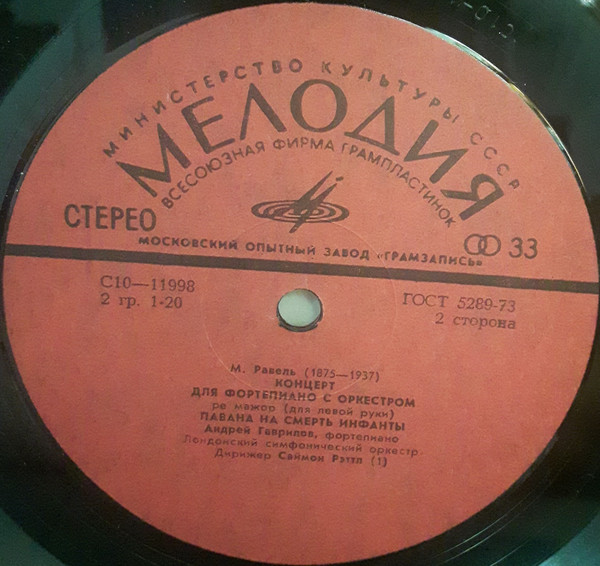 МИНИСТЕРСТВО КУЛЬТУРЫ СССР
МЕЛОДИЯ
ВСЕСОЮЗНАЯ ФИРМА ГРАМПЛАСТИНОК
СТЕРЕО
33
МОСКОВСКИЙ ОПЫТНЫЙ ЗАВОД «ГРАМЗАПИСЬ»
С10—11998
ГОСТ 5289-73
2 гр. 1-20
2 сторона
М. Равель (1875—1937)
КОНЦЕРТ
ДЛЯ ФОРТЕПИАНО С ОРКЕСТРОМ
ре мажор (для левой руки)
ПАВАНА НА СМЕРТЬ ИНФАНТЫ
Андрей Гаврилов, фортепиано
Лондонский симфонический оркестр
Дирижер Саймон Рэттл (1)